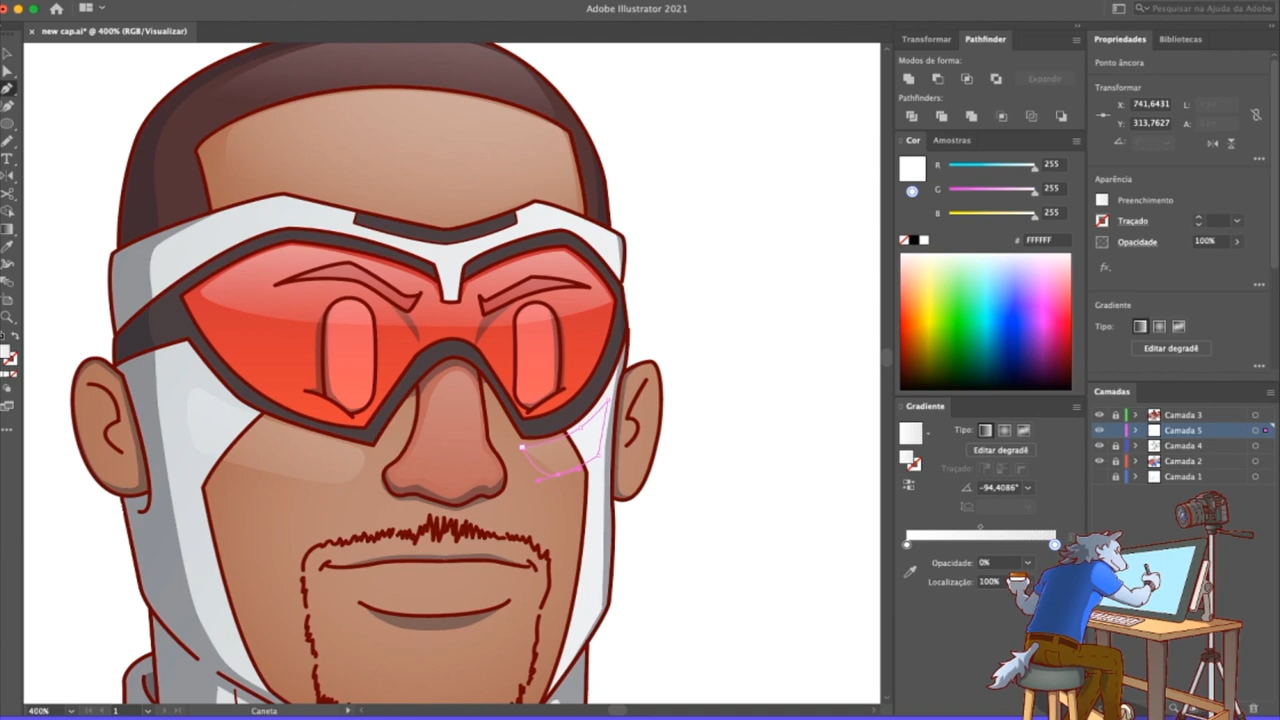 Adobe Illustrator 2021
Pesquisar na Ajuda da Adobe
new cap.ai* @ 400% (RGB/Visualizar)
Transformar Pathfinder
Propriedades Bibliotecas
Modos de forma:
Expandir
Pathfinders:
Ponto âncora
Transformar
X: 741,6431 L:
Y: 313,7627 A:
Cor Amostras
R 255
G 255
B 255
# FFFFFF
Aparência
Preenchimento
Traçado
Opacidade 100%
fx.
Gradiente
Tipo:
Editar degradê
Gradiente
Tipo:
Editar degradê
Traçado:
-94,4086°
Opacidade: 0%
Localização: 100%
Camadas
Camada 3
Camada 5
Camada 4
Camada 2
Camada 1
400% 1 Caneta